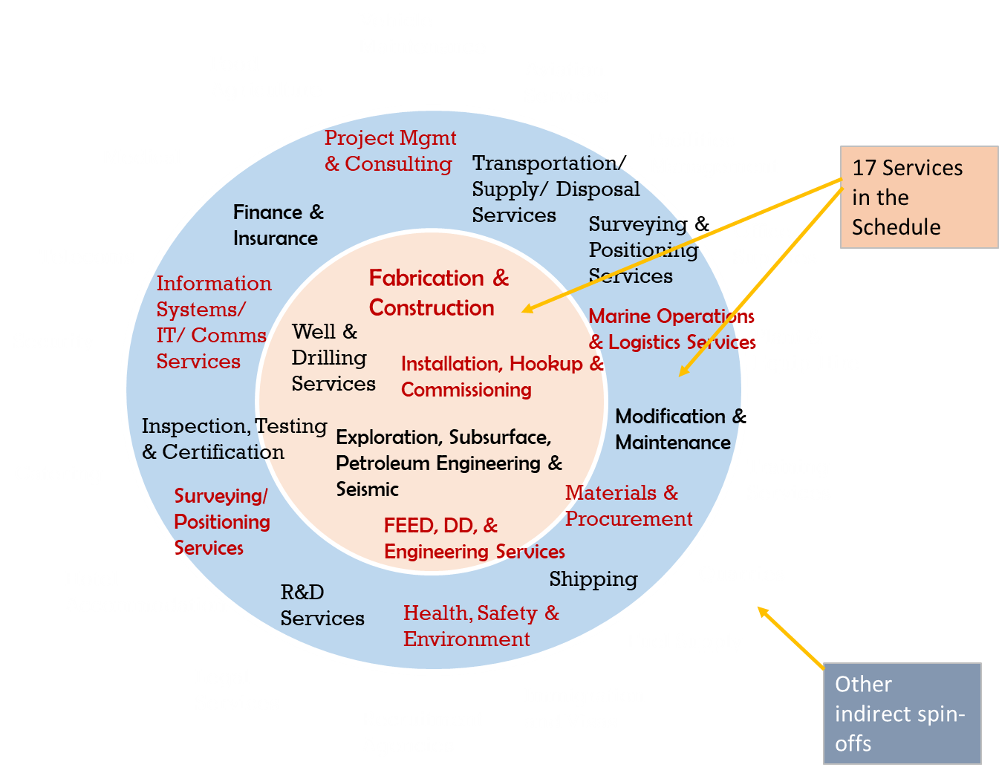 Project Mgmt
& Consulting
Transportation/
Supply/ Disposal
Services
Finance &
Insurance
Surveying &
Positioning
Services
17 Services
in the
Schedule
Information
Systems/
IT/ Comms
Services
Fabrication &
Construction
Well &
Drilling
Services
Marine Operations
& Logistics Services
Installation, Hookup &
Commissioning
Inspection, Testing
& Certification
Exploration, Subsurface,
Petroleum Engineering &
Seismic
Modification &
Maintenance
Surveying/
Positioning
Services
Materials &
Procurement
FEED, DD, &
Engineering Services
Shipping
R&D
Services
Health, Safety &
Environment
Other
indirect spin-
offs